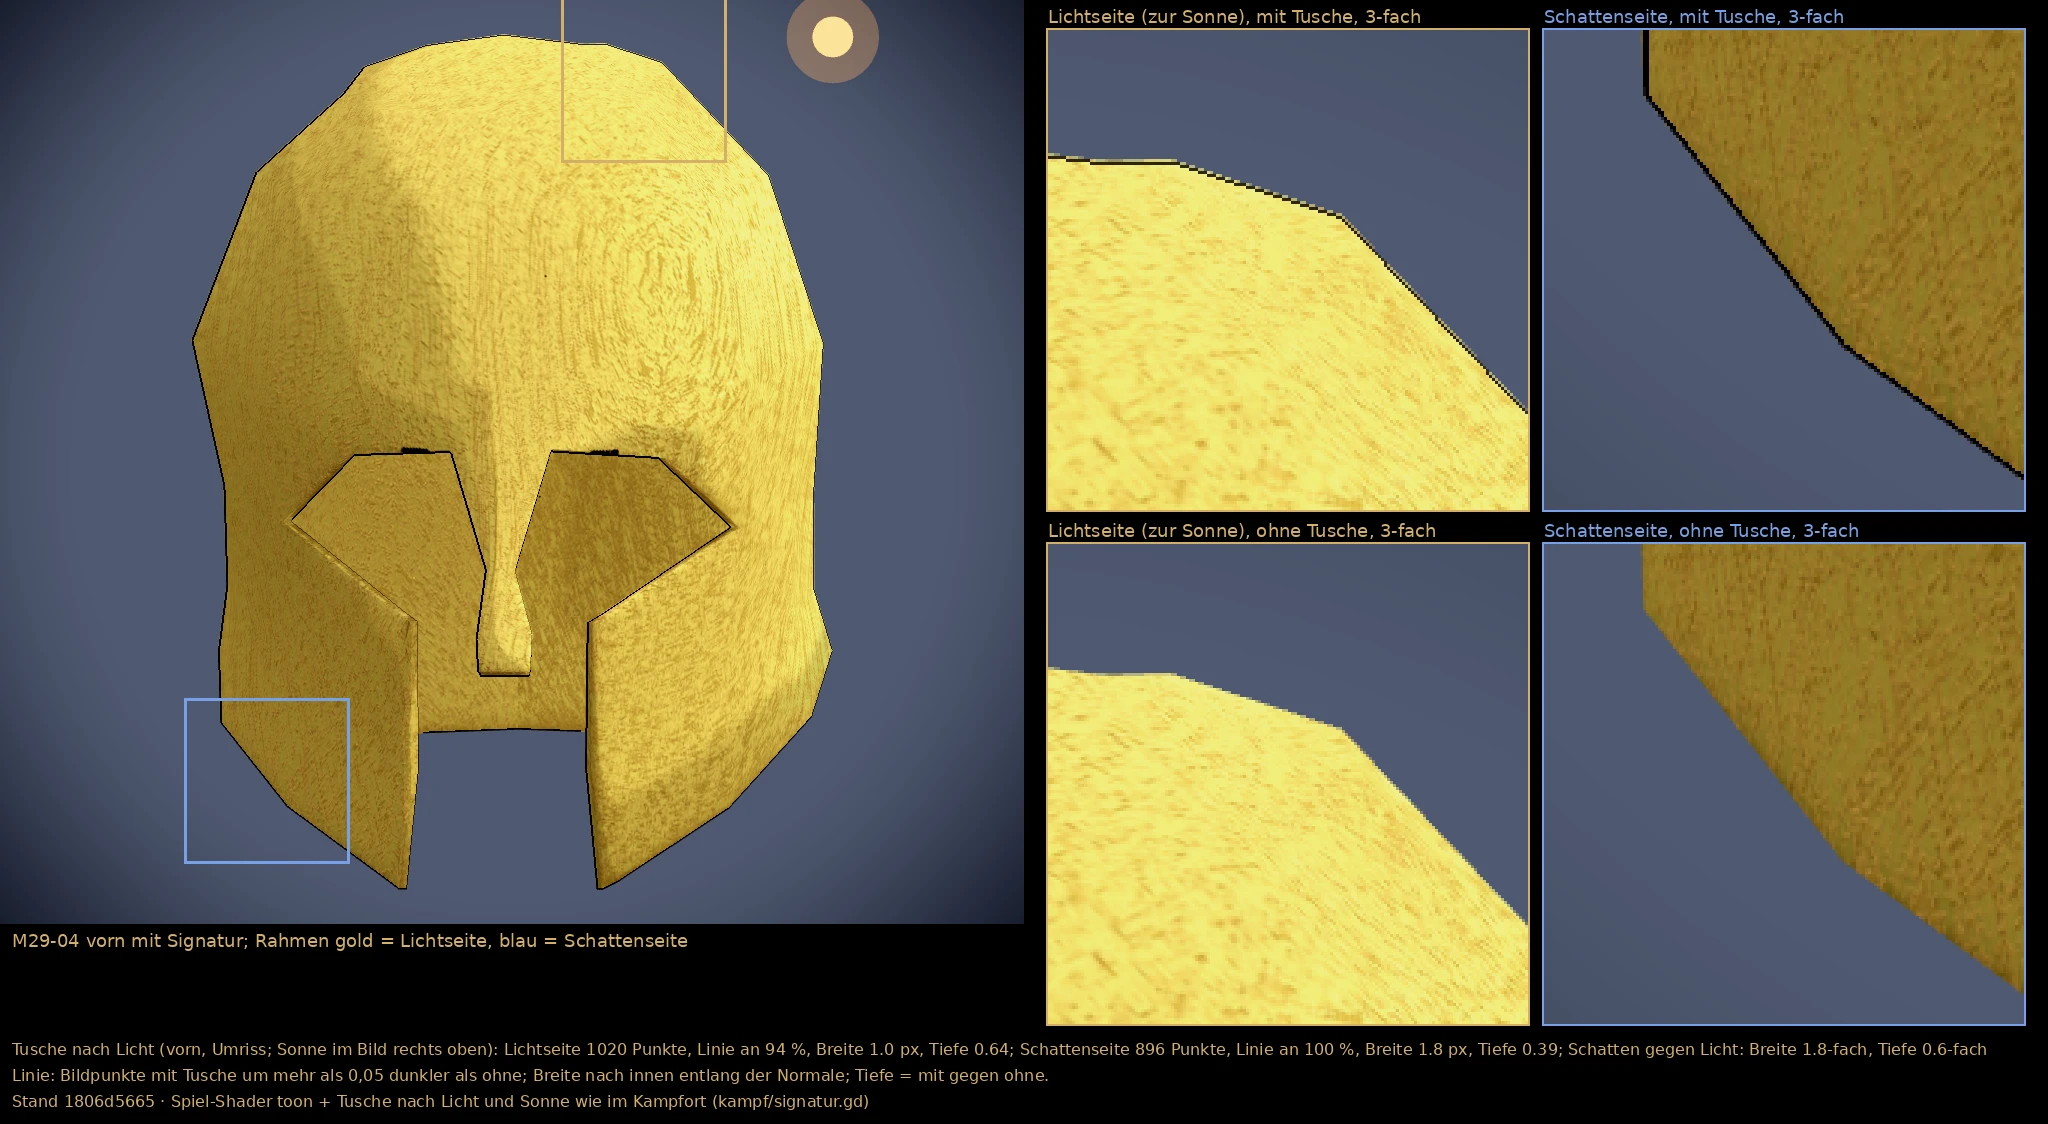 Lichtseite (zur Sonne), mit Tusche, 3-fach
Schattenseite, mit Tusche, 3-fach
Lichtseite (zur Sonne), ohne Tusche, 3-fach
Schattenseite, ohne Tusche, 3-fach
M29-04 vorn mit Signatur; Rahmen gold = Lichtseite, blau = Schattenseite
Tusche nach Licht (vorn, Umriss; Sonne im Bild rechts oben): Lichtseite 1020 Punkte, Linie an 94 %, Breite 1.0 px, Tiefe 0.64; Schattenseite 896 Punkte, Linie an 100 %, Breite 1.8 px, Tiefe 0.39; Schatten gegen Licht: Breite 1.8-fach, Tiefe 0.6-fach
Linie: Bildpunkte mit Tusche um mehr als 0,05 dunkler als ohne; Breite nach innen entlang der Normale; Tiefe = mit gegen ohne.
Stand 1806d5665 · Spiel-Shader toon + Tusche nach Licht und Sonne wie im Kampfort (kampf/signatur.gd)